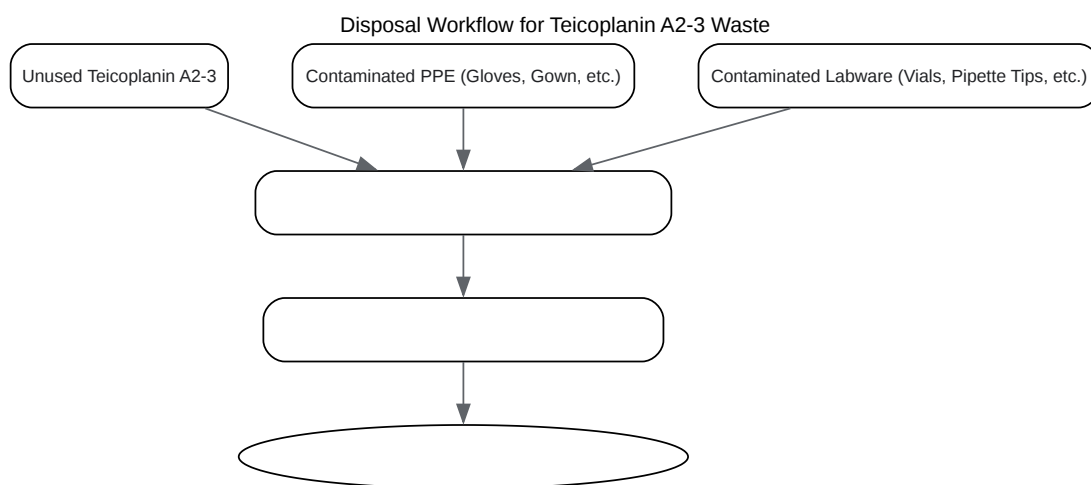 Disposal Workflow for Teicoplanin A2-3 Waste
Unused Teicoplanin A2-3
Contaminated PPE (Gloves, Gown, etc.)
Contaminated Labware (Vials, Pipette Tips, etc.)